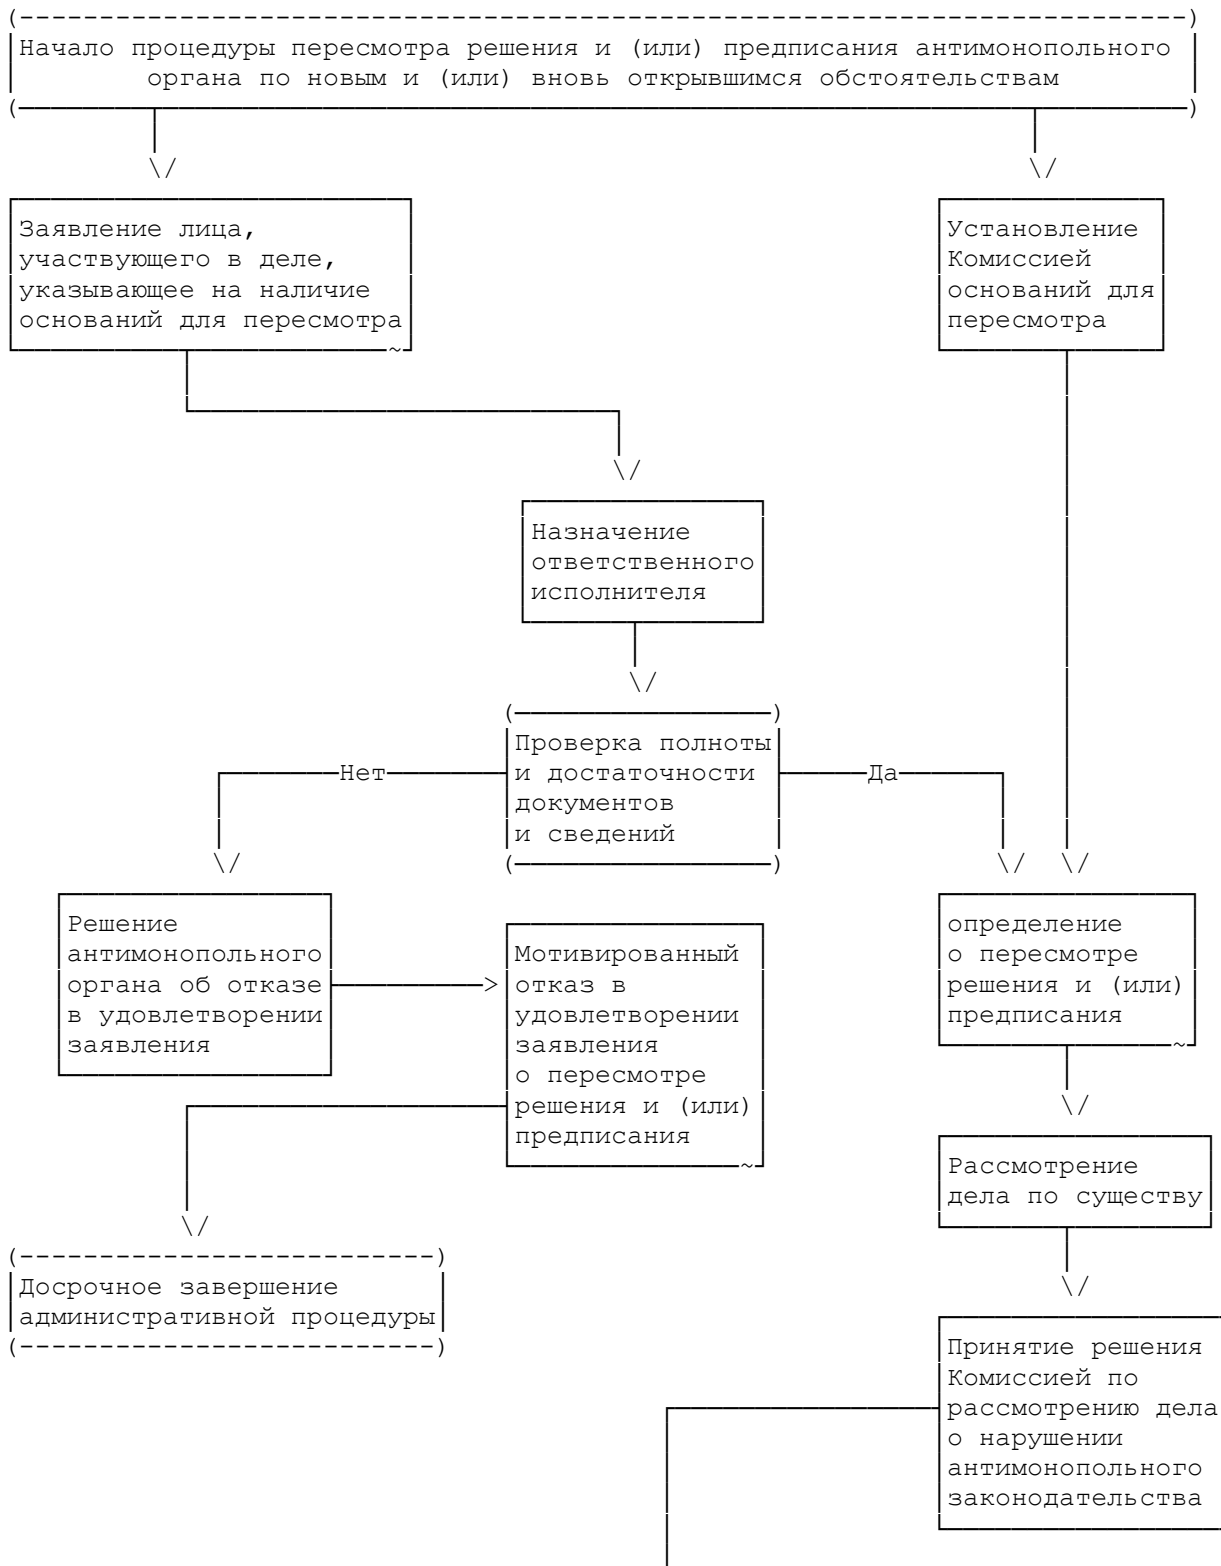 Начало процедуры пересмотра решения и (или) предписания антимонопольного
органа по новым и (или) вновь открывшимся обстоятельствам
Заявление лица,
участвующего в деле,
указывающее на наличие
оснований для пересмотра
Установление
Комиссией
оснований для
пересмотра
Назначение
ответственного
исполнителя
Проверка полноты
и достаточности
документов
и сведений
Нет
Да
Решение
антимонопольного
органа об отказе
в удовлетворении
заявления
Мотивированный
отказ в
удовлетворении
заявления
о пересмотре
решения и (или)
предписания
определение
о пересмотре
решения и (или)
предписания
Рассмотрение
дела по существу
Досрочное завершение
административной процедуры
Принятие решения
Комиссией по
рассмотрению дела
о нарушении
антимонопольного
законодательства